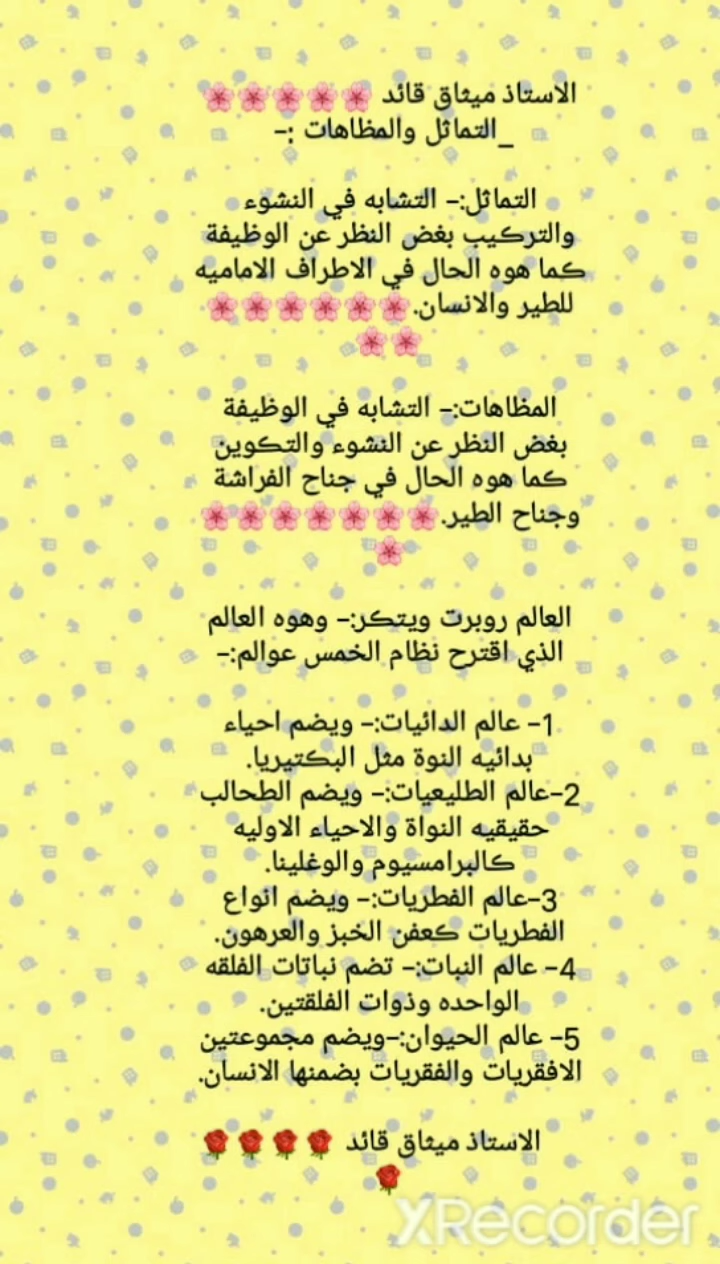 الاستاذ ميثاق قائد 🌸🌸🌸🌸🌸
_التماثل والمظاهات :-
التماثل:- التشابه في النشوء
والتركيب بغض النظر عن الوظيفة
كما هوه الحال في الاطراف الاماميه
للطير والانسان.🌸🌸🌸🌸🌸🌸
🌸🌸
المظاهات:- التشابه في الوظيفة
بغض النظر عن النشوء والتكوين
كما هوه الحال في جناح الفراشة
وجناح الطير.🌸🌸🌸🌸🌸🌸🌸
🌸
العالم روبرت ويتكر:- وهوه العالم
الذي اقترح نظام الخمس عوالم:-
1- عالم الدائيات:- ويضم احياء
بدائيه النوة مثل البكتيريا.
2-عالم الطليعيات:- ويضم الطحالب
حقيقيه النواة والاحياء الاوليه
كالبرامسيوم والوغلينا.
3-عالم الفطريات:- ويضم انواع
الفطريات كعفن الخبز والعرهون.
4- عالم النبات:- تضم نباتات الفلقه
الواحده وذوات الفلقتين.
5- عالم الحيوان:-ويضم مجموعتين
الافقريات والفقريات بضمنها الانسان.
الاستاذ ميثاق قائد 🌹🌹🌹🌹
🌹
XRecorder